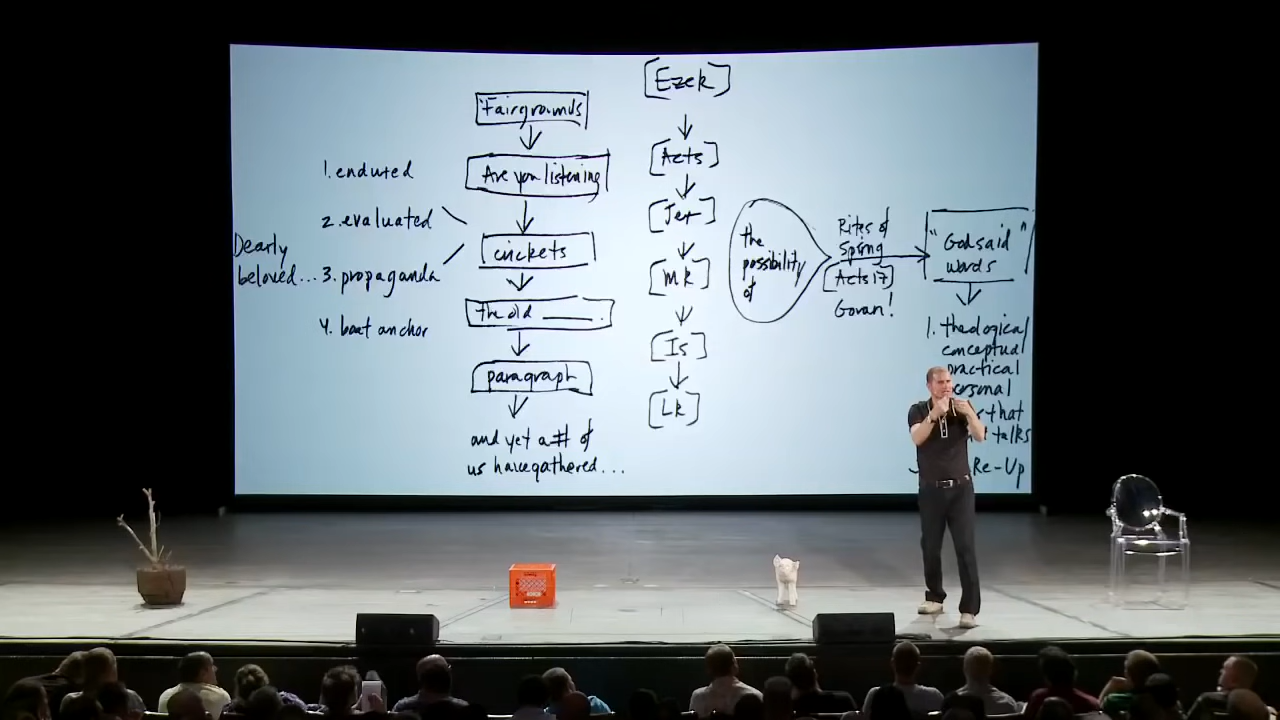 Dearly
beloved...
1. endured
2. evaluated
3. propaganda
4. boat anchor
Fairgrounds
Are you listening
crickets
the old ____.
paragraph
and yet a # of
us have gathered...
[Ezek]
[Acts]
[Jer]
[Mk]
[Is]
[Lk]
the
possibility
of
Rites of
Spring
[Acts 17]
Govan!
"God said"
words
1. theological
conceptual
practical
that
talks
Re-Up